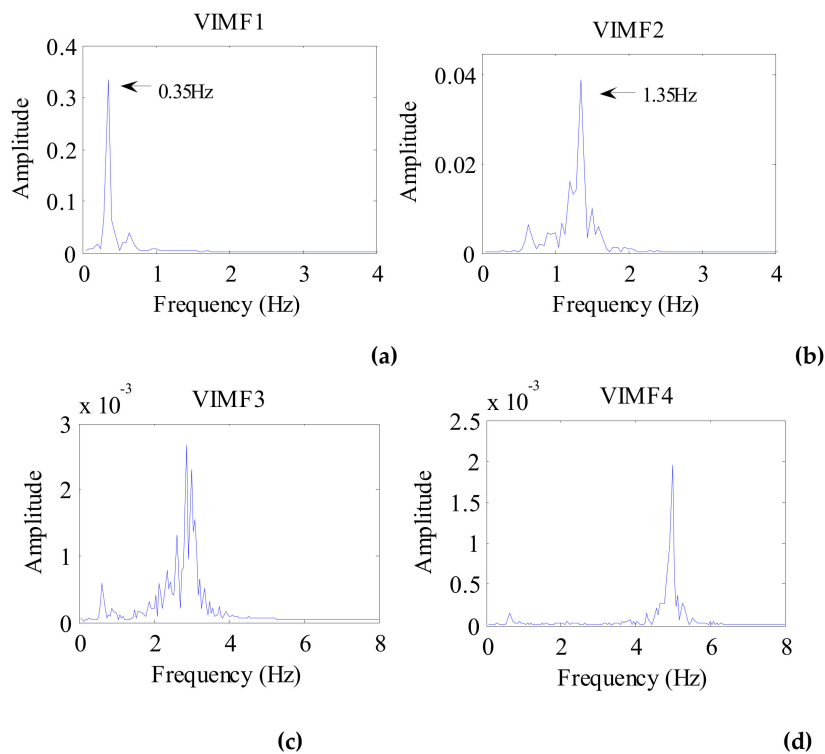 VIMF1
0.4
0.3
0.2
0.1
0
Amplitude
0.35Hz
0 1 2 3 4
Frequency (Hz)
(a)
VIMF2
0.04
0.02
0
Amplitude
1.35Hz
0 1 2 3 4
Frequency (Hz)
(b)
x 10^-3
VIMF3
3
2
1
0
Amplitude
0 2 4 6 8
Frequency (Hz)
(c)
x 10^-3
VIMF4
2.5
2
1.5
1
0.5
0
Amplitude
0 2 4 6 8
Frequency (Hz)
(d)